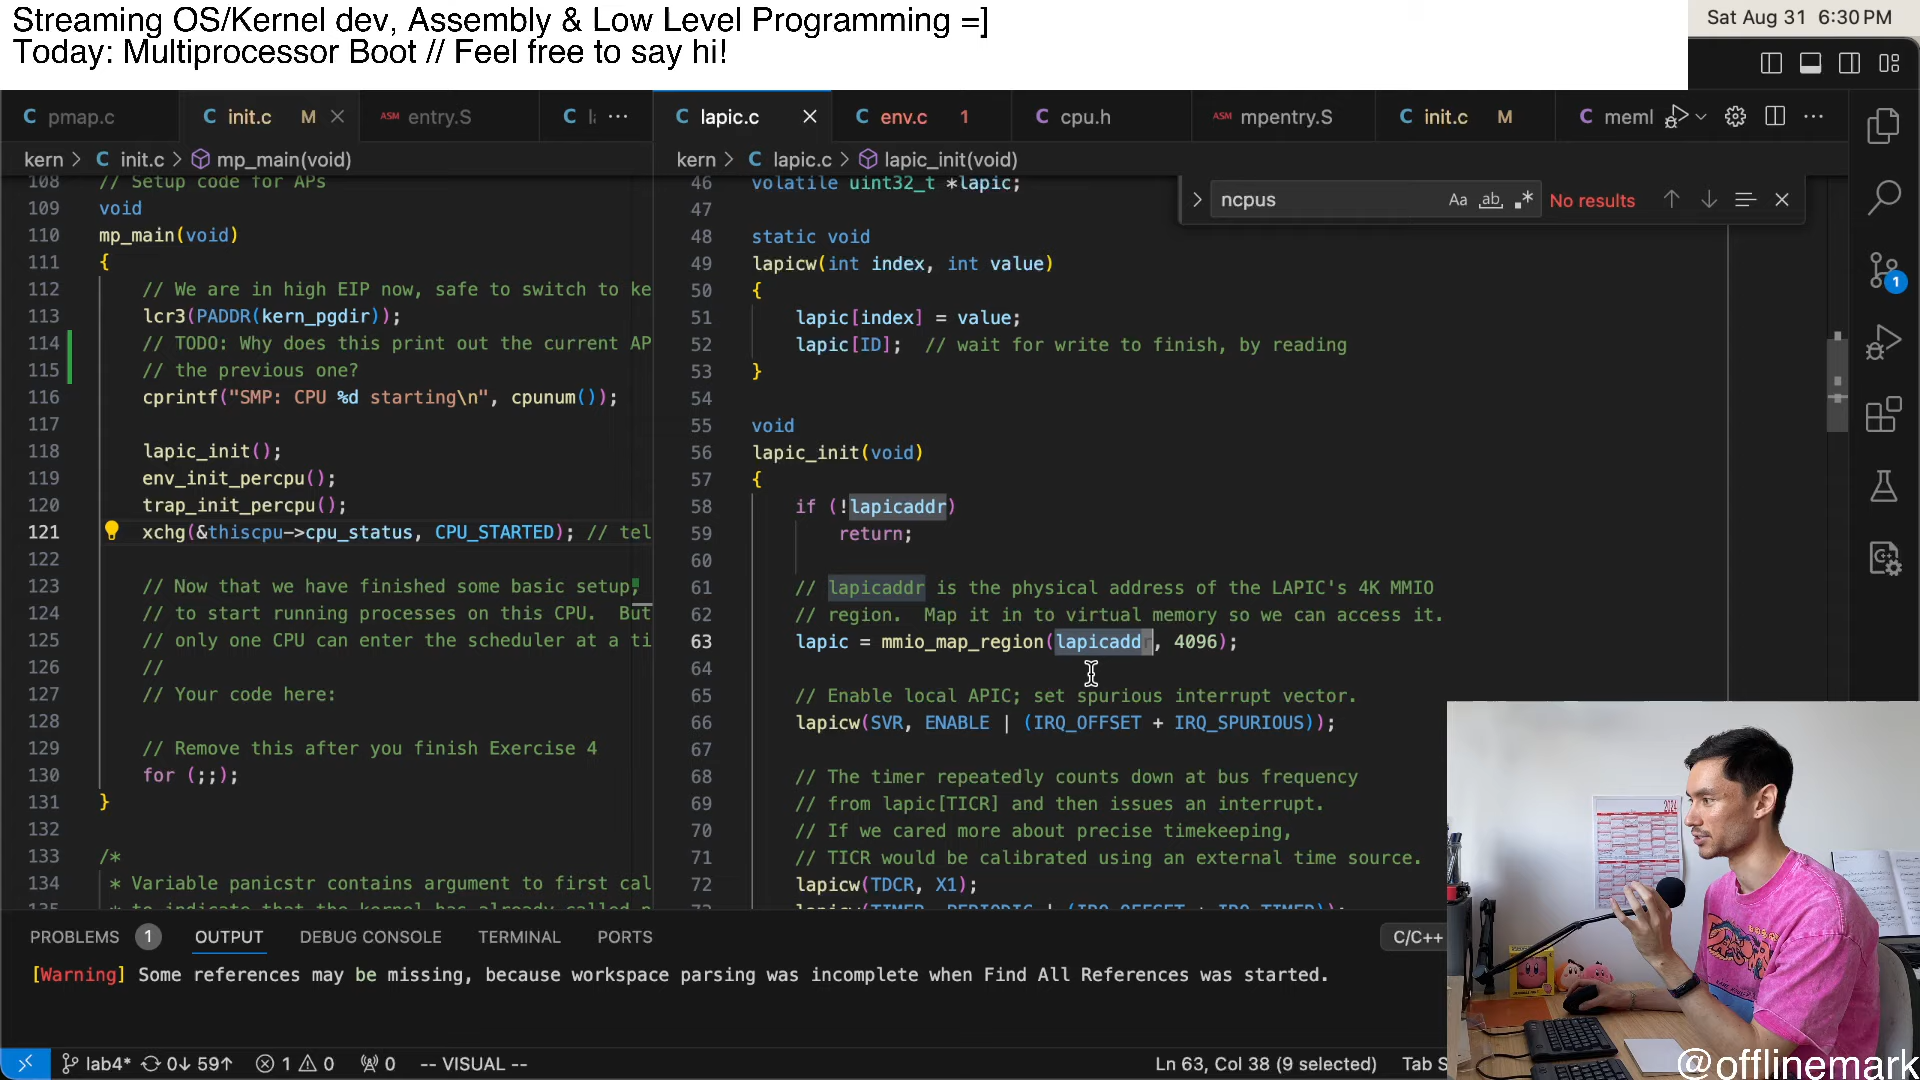 Streaming OS/Kernel dev, Assembly & Low Level Programming =]
Today: Multiprocessor Boot // Feel free to say hi!
Sat Aug 31 6:30 PM
C pmap.c
C init.c M
ASM entry.S
C
C lapic.c
C env.c 1
C cpu.h
ASM mpentry.S
C init.c M
C meml
kern > C init.c > mp_main(void)
108 // Setup code for APs
109 void
110 mp_main(void)
111 {
112 // We are in high EIP now, safe to switch to ke
113 lcr3(PADDR(kern_pgdir));
114 // TODO: Why does this print out the current AP
115 // the previous one?
116 cprintf("SMP: CPU %d starting\n", cpunum());
117
118 lapic_init();
119 env_init_percpu();
120 trap_init_percpu();
121 xchg(&thiscpu->cpu_status, CPU_STARTED); // tel
122
123 // Now that we have finished some basic setup,
124 // to start running processes on this CPU. But
125 // only one CPU can enter the scheduler at a ti
126 //
127 // Your code here:
128
129 // Remove this after you finish Exercise 4
130 for (;;);
131 }
132
133 /*
134 * Variable panicstr contains argument to first cal
kern > C lapic.c > lapic_init(void)
ncpus
Aa ab .* No results
46 volatile uint32_t *lapic;
47
48 static void
49 lapicw(int index, int value)
50 {
51 lapic[index] = value;
52 lapic[ID]; // wait for write to finish, by reading
53 }
54
55 void
56 lapic_init(void)
57 {
58 if (!lapicaddr)
59 return;
60
61 // lapicaddr is the physical address of the LAPIC's 4K MMIO
62 // region. Map it in to virtual memory so we can access it.
63 lapic = mmio_map_region(lapicaddr, 4096);
64
65 // Enable local APIC; set spurious interrupt vector.
66 lapicw(SVR, ENABLE | (IRQ_OFFSET + IRQ_SPURIOUS));
67
68 // The timer repeatedly counts down at bus frequency
69 // from lapic[TICR] and then issues an interrupt.
70 // If we cared more about precise timekeeping,
71 // TICR would be calibrated using an external time source.
72 lapicw(TDCR, X1);
1
PROBLEMS 1 OUTPUT DEBUG CONSOLE TERMINAL PORTS
C/C++
[Warning] Some references may be missing, because workspace parsing was incomplete when Find All References was started.
2024
lab4* 0↓ 59↑ 1 0 0 -- VISUAL --
Ln 63, Col 38 (9 selected) Tab S
@offlinemark